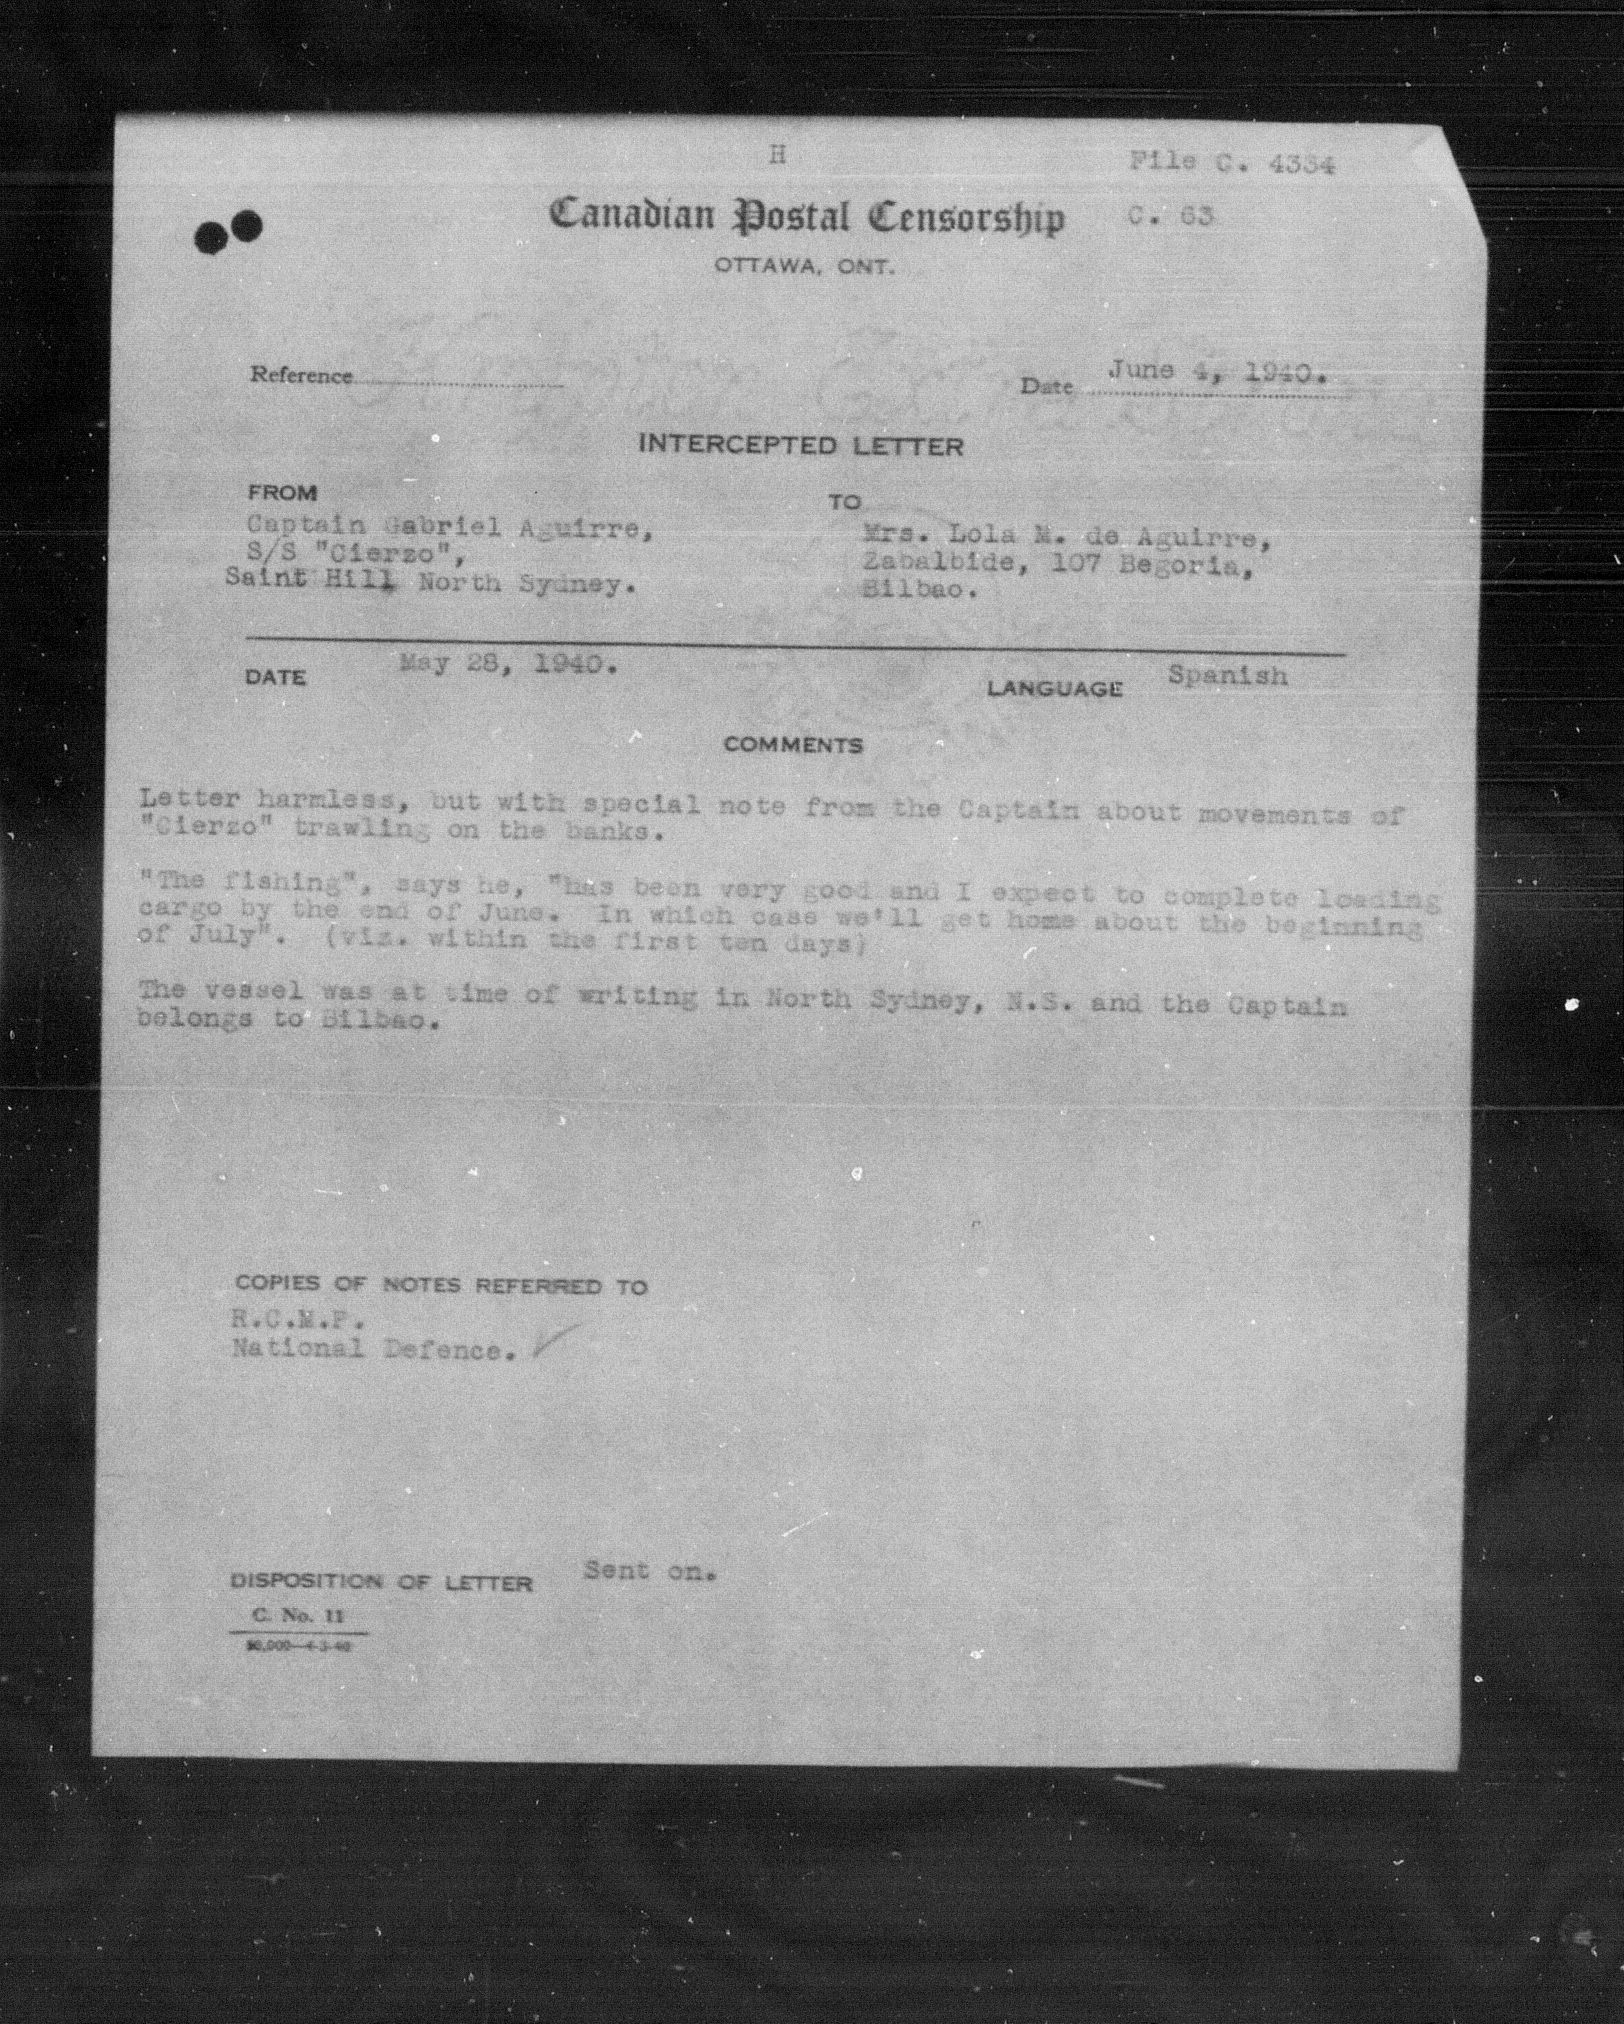 H
File C. 4334
Canadian Postal Censorship
C. 63
OTTAWA, ONT.
Reference
Date June 4, 1940.
INTERCEPTED LETTER
FROM
TO
Captain Gabriel Aguirre,
S/S "Cierzo",
Saint Hill North Sydney.
Mrs. Lola M. de Aguirre,
Zabalbide, 107 Begoria,
Bilbao.
DATE May 28, 1940.
LANGUAGE Spanish
COMMENTS
Letter harmless, but with special note from the Captain about movements of
"Cierzo" trawling on the banks.
"The fishing", says he, "has been very good and I expect to complete loading
cargo by the end of June. In which case we'll get home about the beginning
of July". (viz. within the first ten days)
The vessel was at time of writing in North Sydney, N.S. and the Captain
belongs to Bilbao.
COPIES OF NOTES REFERRED TO
R.C.M.P.
National Defence.
DISPOSITION OF LETTER Sent on.
C. No. 11